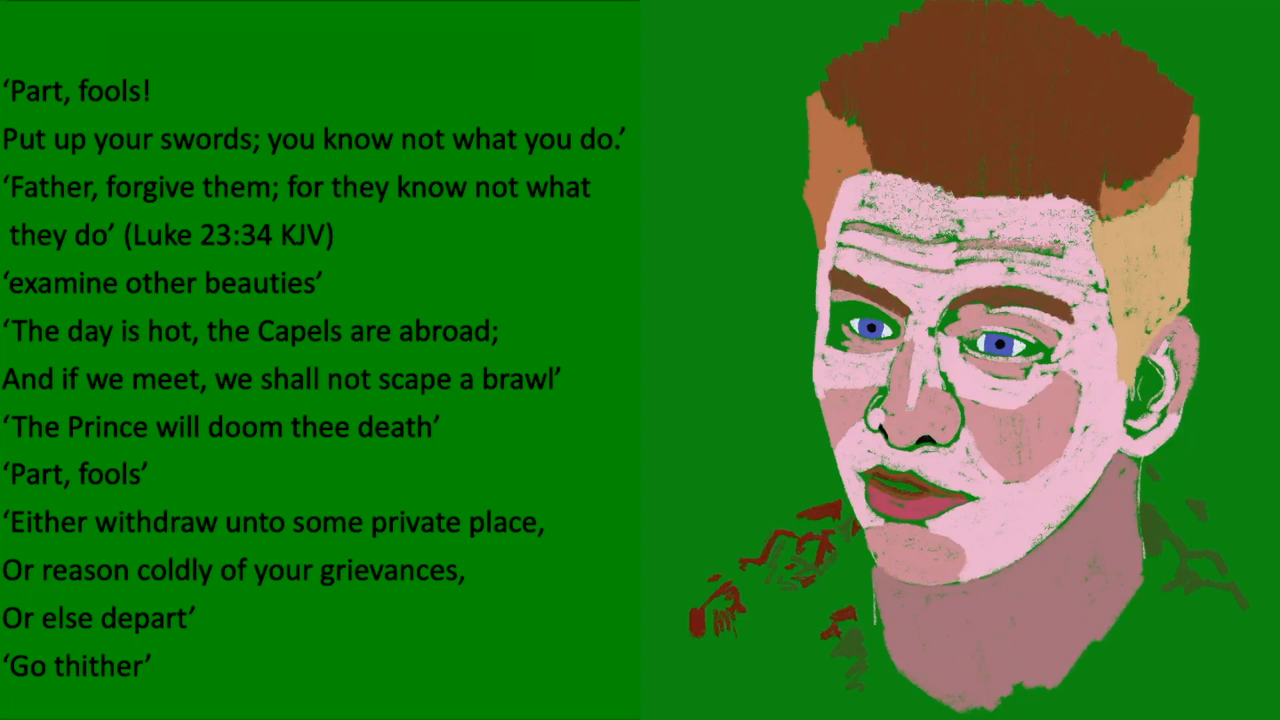 ‘Part, fools!
Put up your swords; you know not what you do.’
‘Father, forgive them; for they know not what
they do’ (Luke 23:34 KJV)
‘examine other beauties’
‘The day is hot, the Capels are abroad;
And if we meet, we shall not scape a brawl’
‘The Prince will doom thee death’
‘Part, fools’
‘Either withdraw unto some private place,
Or reason coldly of your grievances,
Or else depart’
‘Go thither’